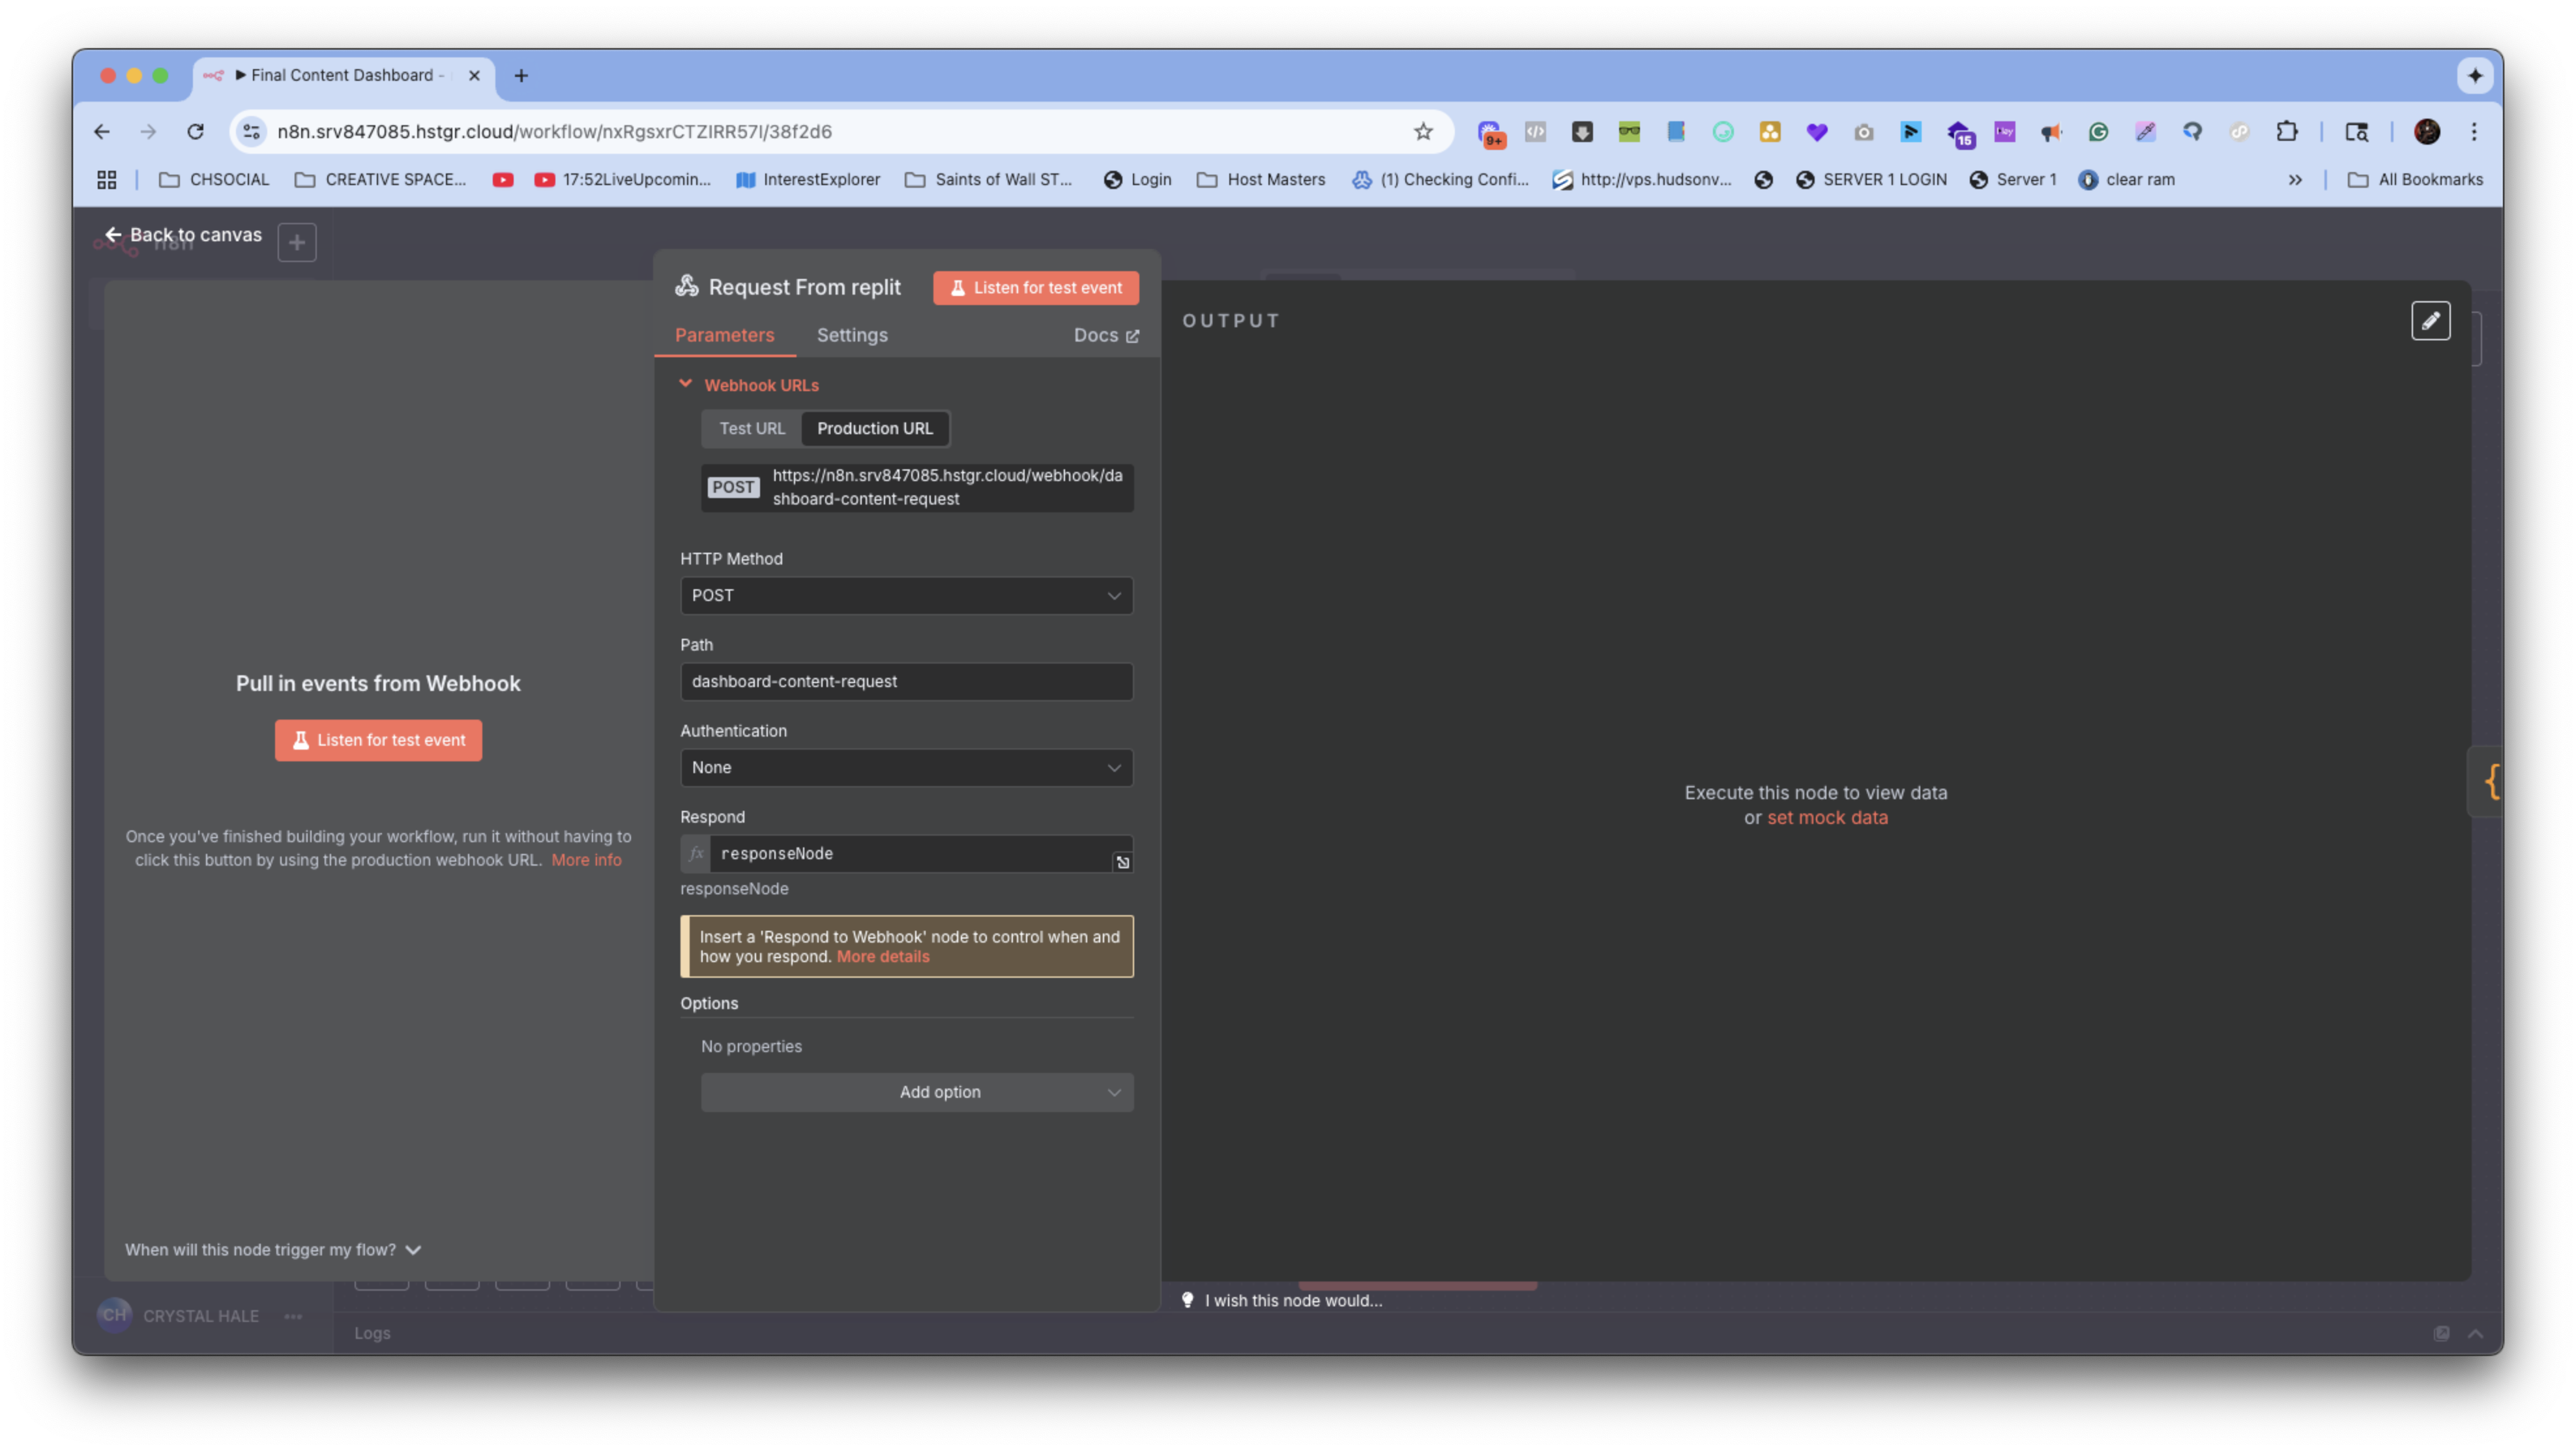 Final Content Dashboard -
n8n.srv847085.hstgr.cloud/workflow/nxRgsxrCTZIRR57I/38f2d6
9+
15
CHSOCIAL
CREATIVE SPACE...
17:52LiveUpcomin...
InterestExplorer
Saints of Wall ST...
Login
Host Masters
(1) Checking Confi...
http://vps.hudsonv...
SERVER 1 LOGIN
Server 1
clear ram
All Bookmarks
Back to canvas
n8n
Request From replit
Listen for test event
Parameters
Settings
Docs
OUTPUT
Webhook URLs
Test URL
Production URL
POST
https://n8n.srv847085.hstgr.cloud/webhook/da
shboard-content-request
HTTP Method
POST
Path
dashboard-content-request
Authentication
None
Respond
fx
responseNode
responseNode
Insert a 'Respond to Webhook' node to control when and
how you respond. More details
Options
No properties
Add option
Pull in events from Webhook
Listen for test event
Once you've finished building your workflow, run it without having to
click this button by using the production webhook URL. More info
When will this node trigger my flow?
Execute this node to view data
or set mock data
{
I wish this node would...
CH
CRYSTAL HALE
Logs